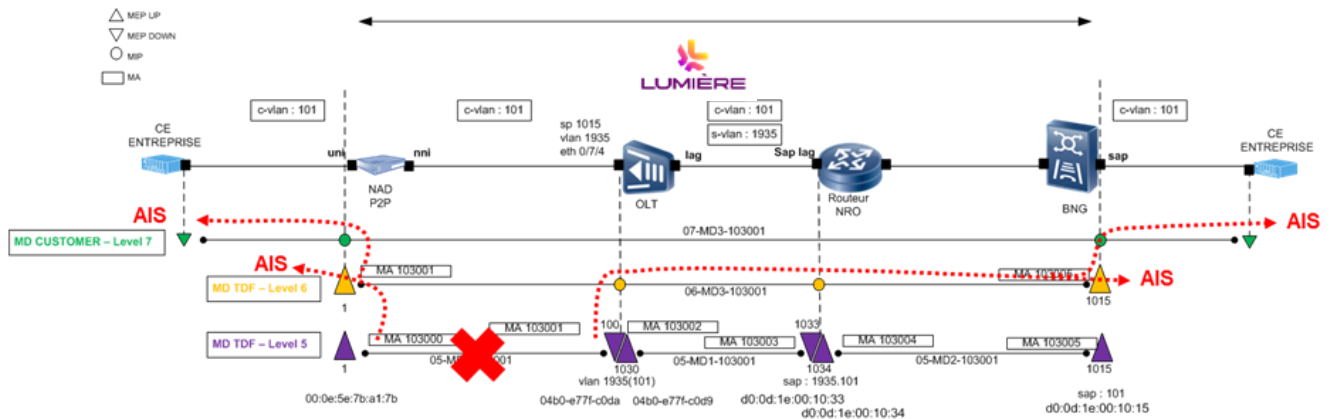 MEP UP
MEP DOWN
MIP
MA
LUMIÈRE
c-vlan : 101
c-vlan : 101
c-vlan : 101
s-vlan : 1935
c-vlan : 101
sp 1015
vlan 1935
eth 0/7/4
CE
ENTREPRISE
uni
nni
lag
Sap lag
sap
CE
ENTREPRISE
NAD
P2P
OLT
Routeur
NRO
BNG
AIS
AIS
MD CUSTOMER – Level 7
07-MD3-103001
AIS
MA 103001
MD TDF – Level 6
06-MD3-103001
AIS
1
1015
MD TDF – Level 5
MA 103000
MA 103001
100
MA 103002
MA 103003
1033
MA 103004
MA 103005
05-MD1-103001
05-MD2-103001
1
1030
1034
1015
vlan 1935(101)
sap : 1935.101
sap : 101
00:0e:5e:7b:a1:7b
04b0-e77f-c0da
04b0-e77f-c0d9
d0:0d:1e:00:10:33
d0:0d:1e:00:10:34
d0:0d:1e:00:10:15